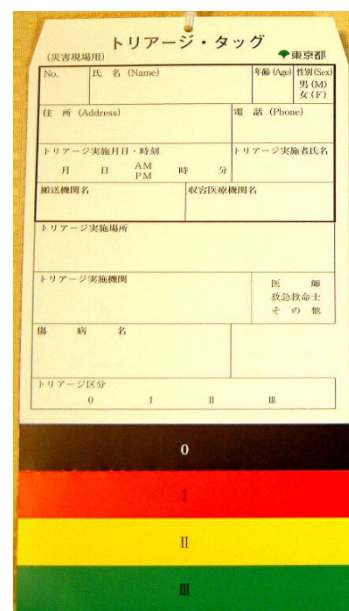 トリアージ・タッグ
(災害現場用) 東京都
No. 氏 名 (Name) 年齢 (Age) 性別 (Sex)
男 (M)
女 (F)
住 所 (Address) 電 話 (Phone)
トリアージ実施月日・時刻 トリアージ実施者氏名
月 日 AM 時 分
PM
搬送機関名 収容医療機関名
トリアージ実施場所
トリアージ実施機関 医 師
救急救命士
そ の 他
傷 病 名
トリアージ区分
0 I II III
0
I
II
III